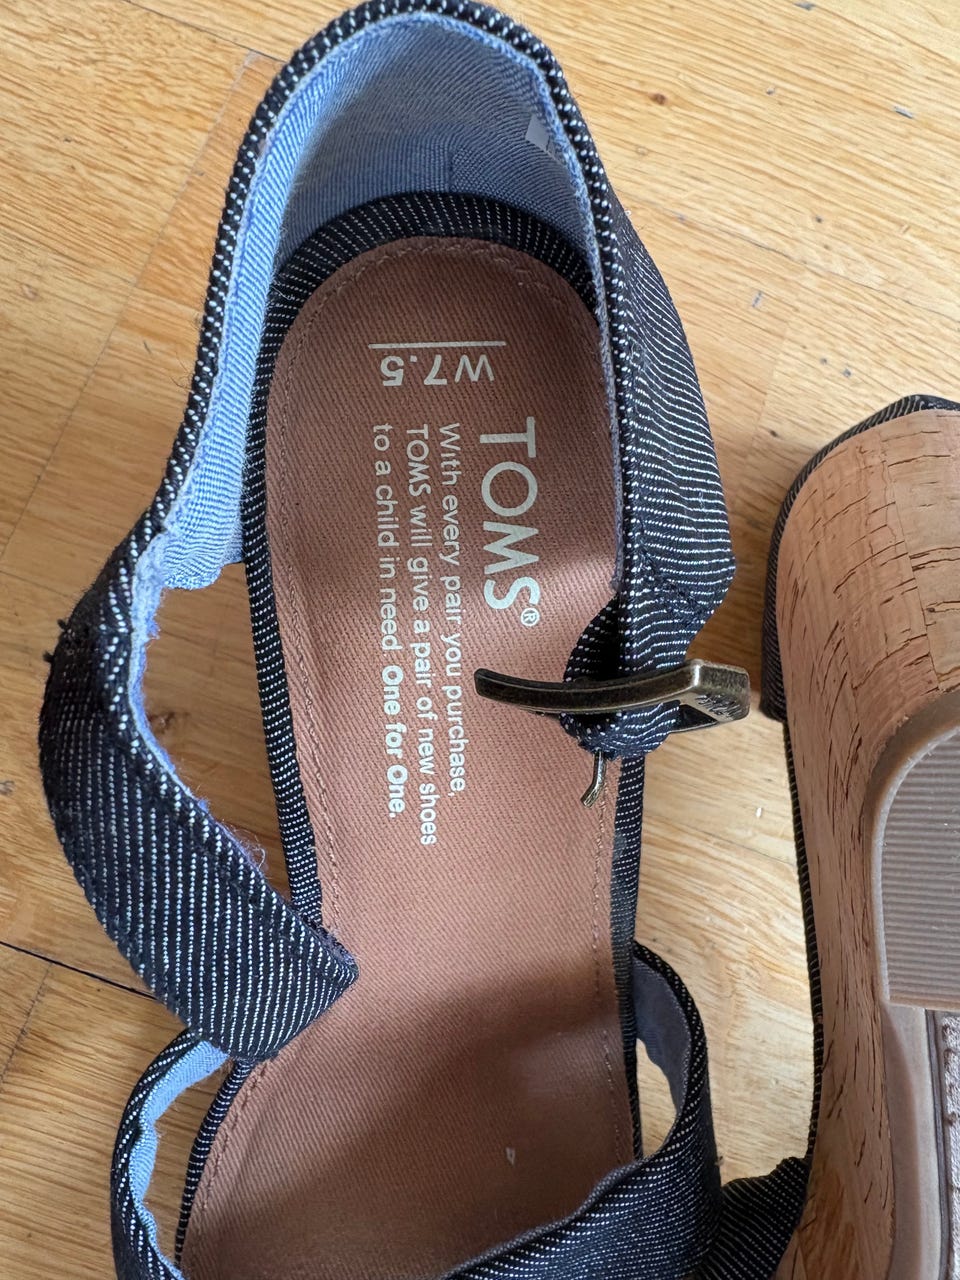 W7.5
TOMS®
With every pair you purchase,
TOMS will give a pair of new shoes
to a child in need One for One.